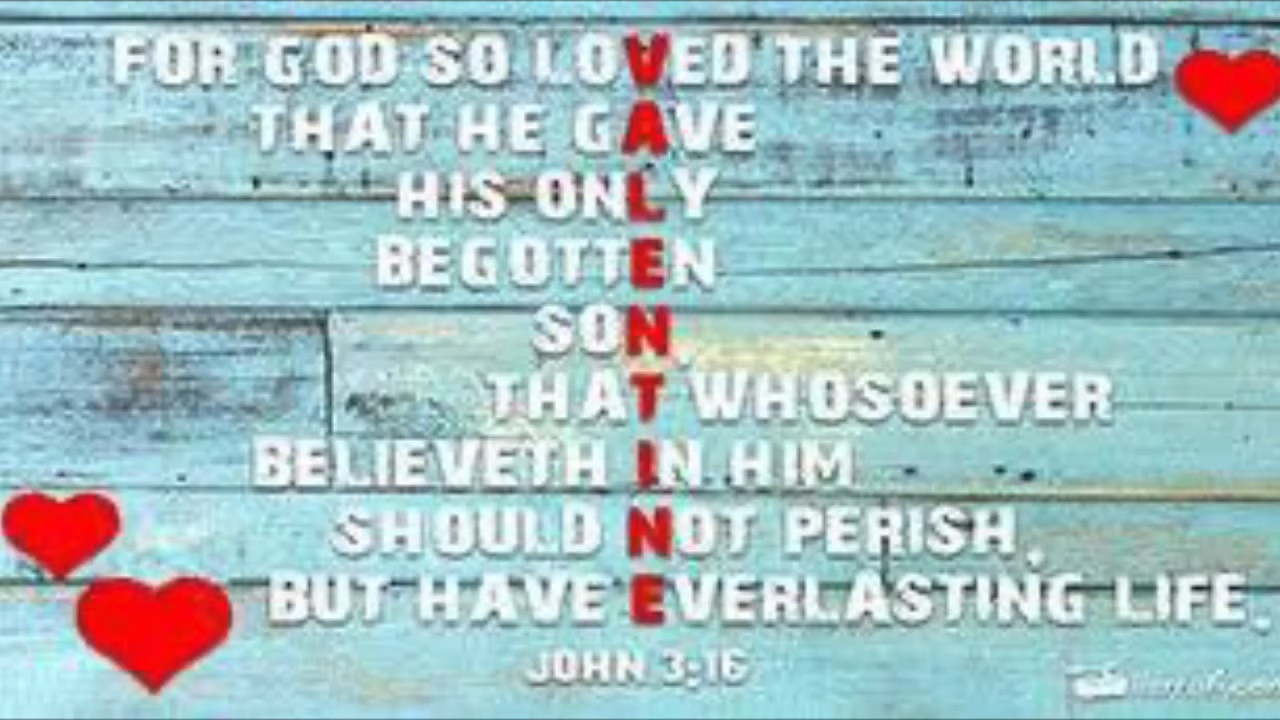 FOR GOD SO LOVED THE WORLD
THAT HE GAVE
HIS ONLY
BEGOTTEN
SON,
THAT WHOSOEVER
BELIEVETH IN HIM
SHOULD NOT PERISH,
BUT HAVE EVERLASTING LIFE.
JOHN 3:16